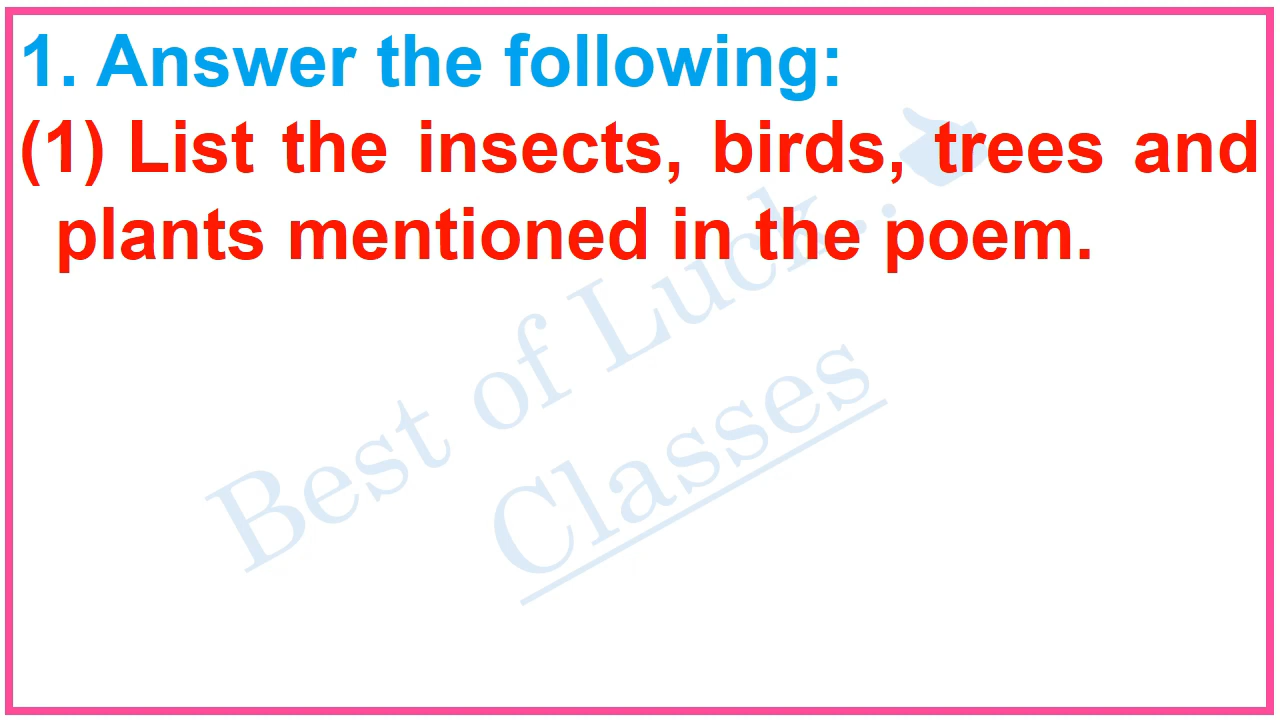 1. Answer the following:
(1) List the insects, birds, trees and
plants mentioned in the poem.
Best of Luck..
Classes